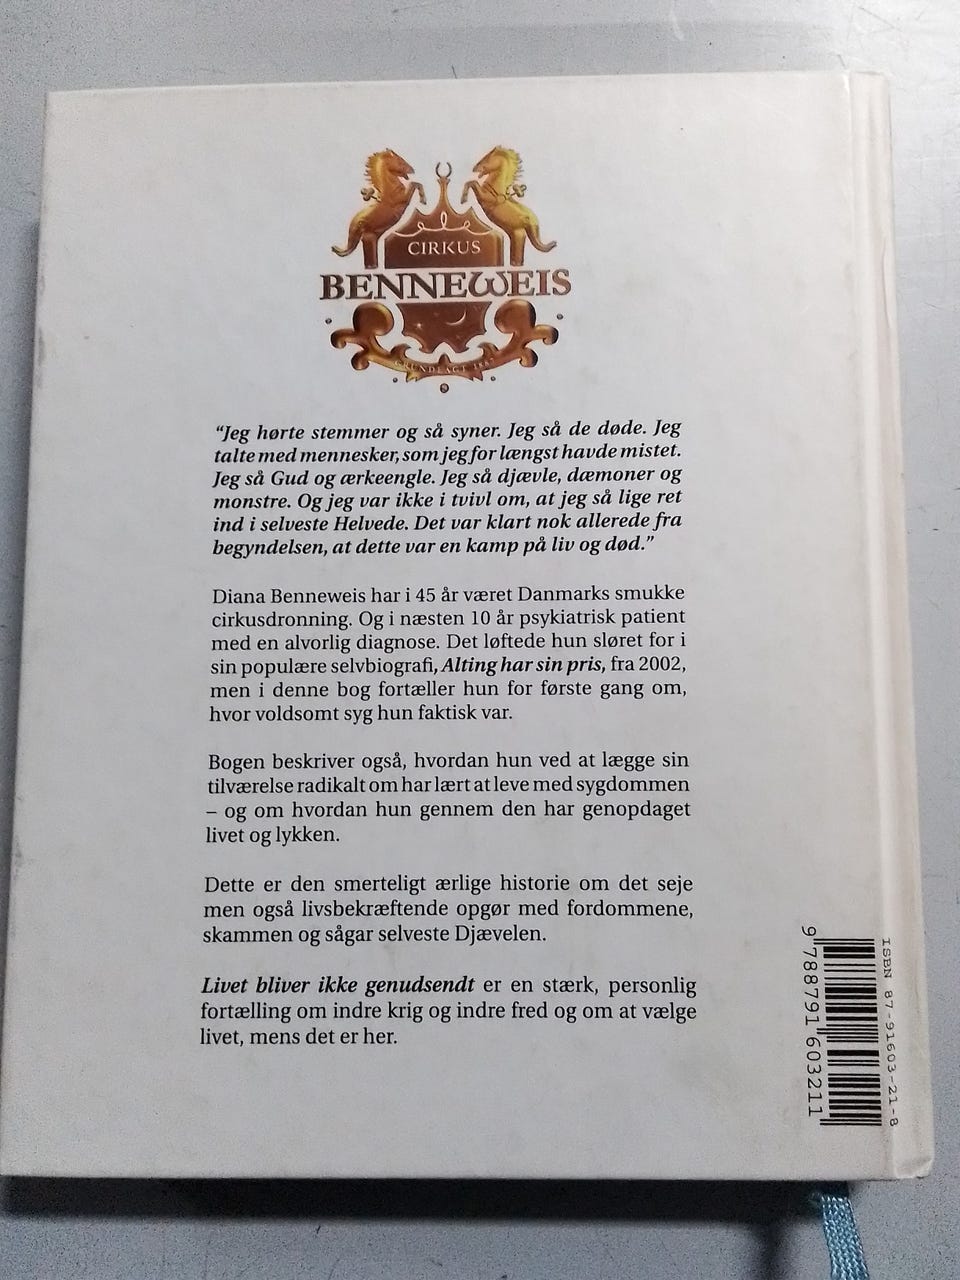 CIRKUS
BENNEWEIS
GRUNDLAGT 1887
"Jeg hørte stemmer og så syner. Jeg så de døde. Jeg
talte med mennesker, som jeg for længst havde mistet.
Jeg så Gud og ærkeengle. Jeg så djævle, dæmoner og
monstre. Og jeg var ikke i tvivl om, at jeg så lige ret
ind i selveste Helvede. Det var klart nok allerede fra
begyndelsen, at dette var en kamp på liv og død."
Diana Benneweis har i 45 år været Danmarks smukke
cirkusdronning. Og i næsten 10 år psykiatrisk patient
med en alvorlig diagnose. Det løftede hun sløret for i
sin populære selvbiografi, Alting har sin pris, fra 2002,
men i denne bog fortæller hun for første gang om,
hvor voldsomt syg hun faktisk var.
Bogen beskriver også, hvordan hun ved at lægge sin
tilværelse radikalt om har lært at leve med sygdommen
– og om hvordan hun gennem den har genopdaget
livet og lykken.
Dette er den smerteligt ærlige historie om det seje
men også livsbekræftende opgør med fordommene,
skammen og sågar selveste Djævelen.
Livet bliver ikke genudsendt er en stærk, personlig
fortælling om indre krig og indre fred og om at vælge
livet, mens det er her.
ISBN 87-91603-21-8
9 788791 603211